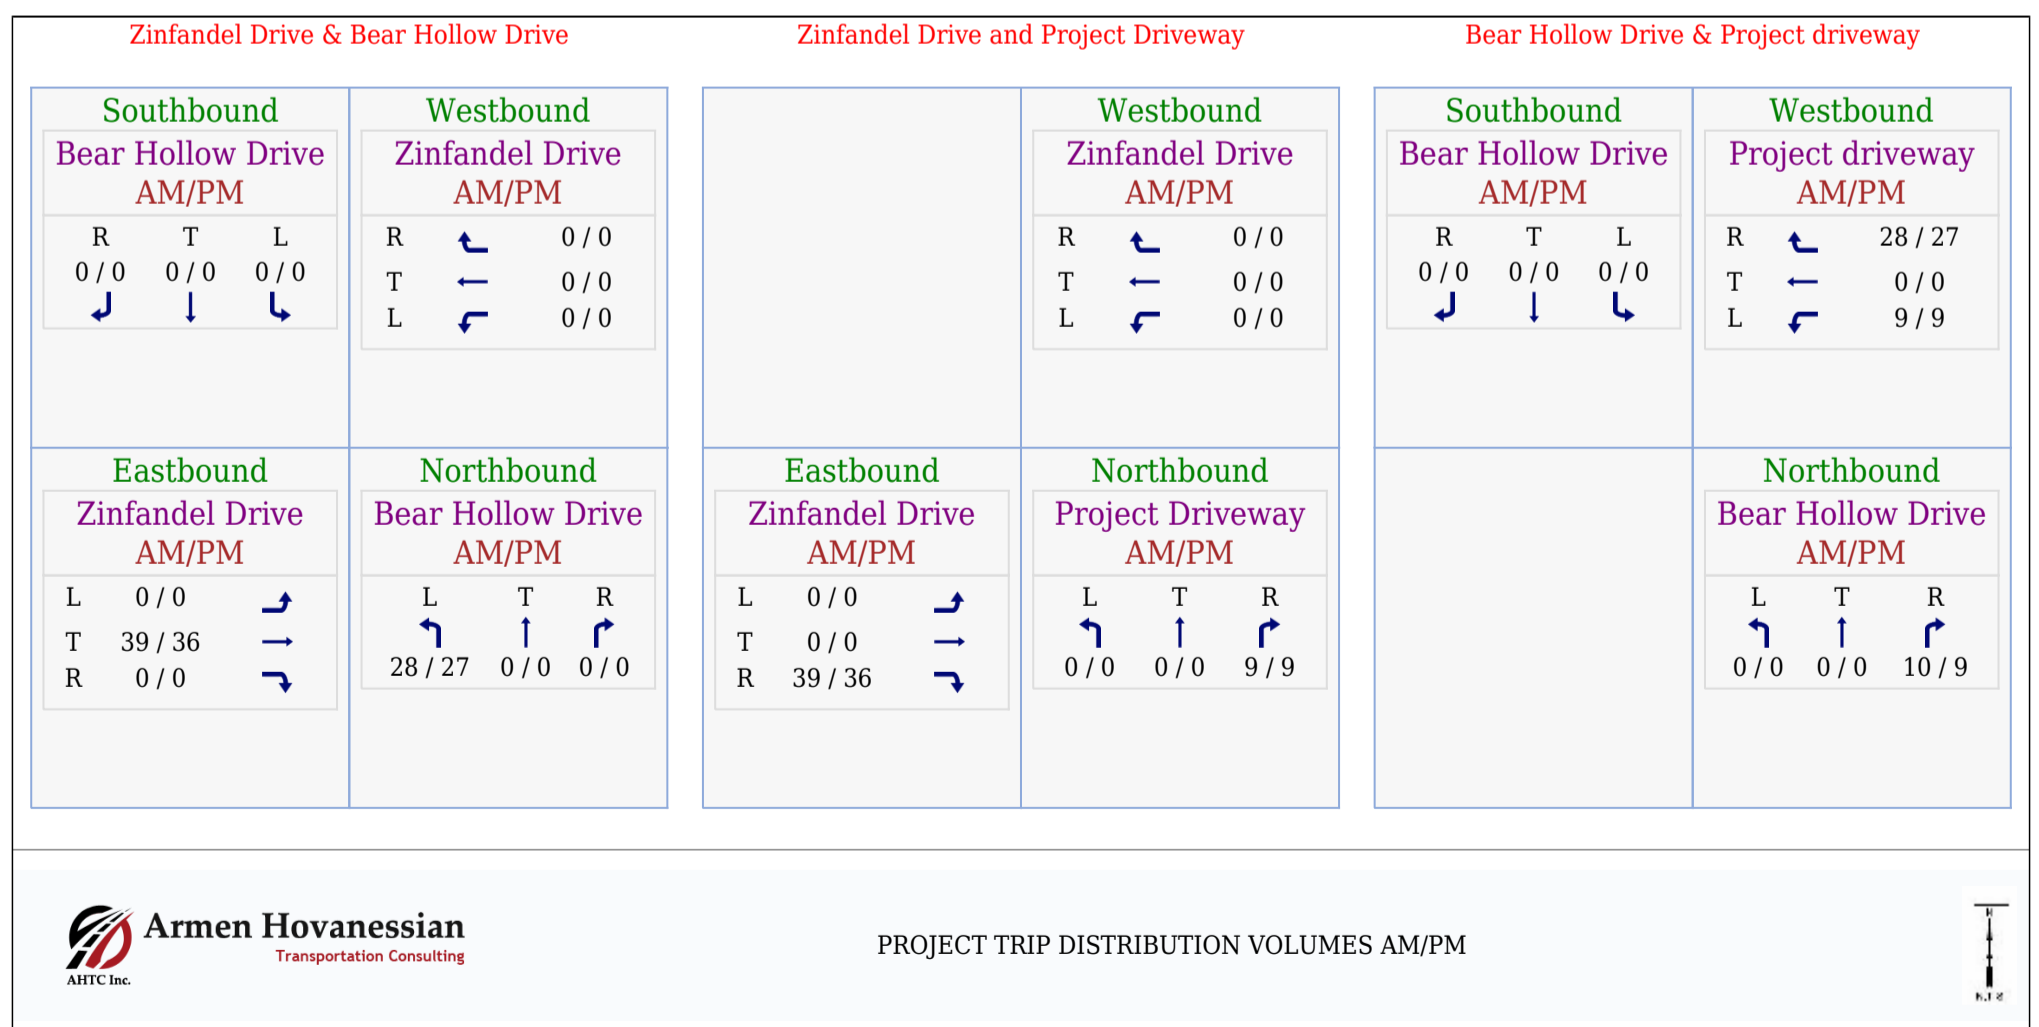 Zinfandel Drive & Bear Hollow Drive
Southbound
Bear Hollow Drive
AM/PM
R T L
0 / 0 0 / 0 0 / 0
Westbound
Zinfandel Drive
AM/PM
R 0 / 0
T 0 / 0
L 0 / 0
Eastbound
Zinfandel Drive
AM/PM
L 0 / 0
T 39 / 36
R 0 / 0
Northbound
Bear Hollow Drive
AM/PM
L T R
28 / 27 0 / 0 0 / 0
Zinfandel Drive and Project Driveway
Westbound
Zinfandel Drive
AM/PM
R 0 / 0
T 0 / 0
L 0 / 0
Eastbound
Zinfandel Drive
AM/PM
L 0 / 0
T 0 / 0
R 39 / 36
Northbound
Project Driveway
AM/PM
L T R
0 / 0 0 / 0 9 / 9
Bear Hollow Drive & Project driveway
Southbound
Bear Hollow Drive
AM/PM
R T L
0 / 0 0 / 0 0 / 0
Westbound
Project driveway
AM/PM
R 28 / 27
T 0 / 0
L 9 / 9
Northbound
Bear Hollow Drive
AM/PM
L T R
0 / 0 0 / 0 10 / 9
Armen Hovanessian
Transportation Consulting
AHTC Inc.
PROJECT TRIP DISTRIBUTION VOLUMES AM/PM
N